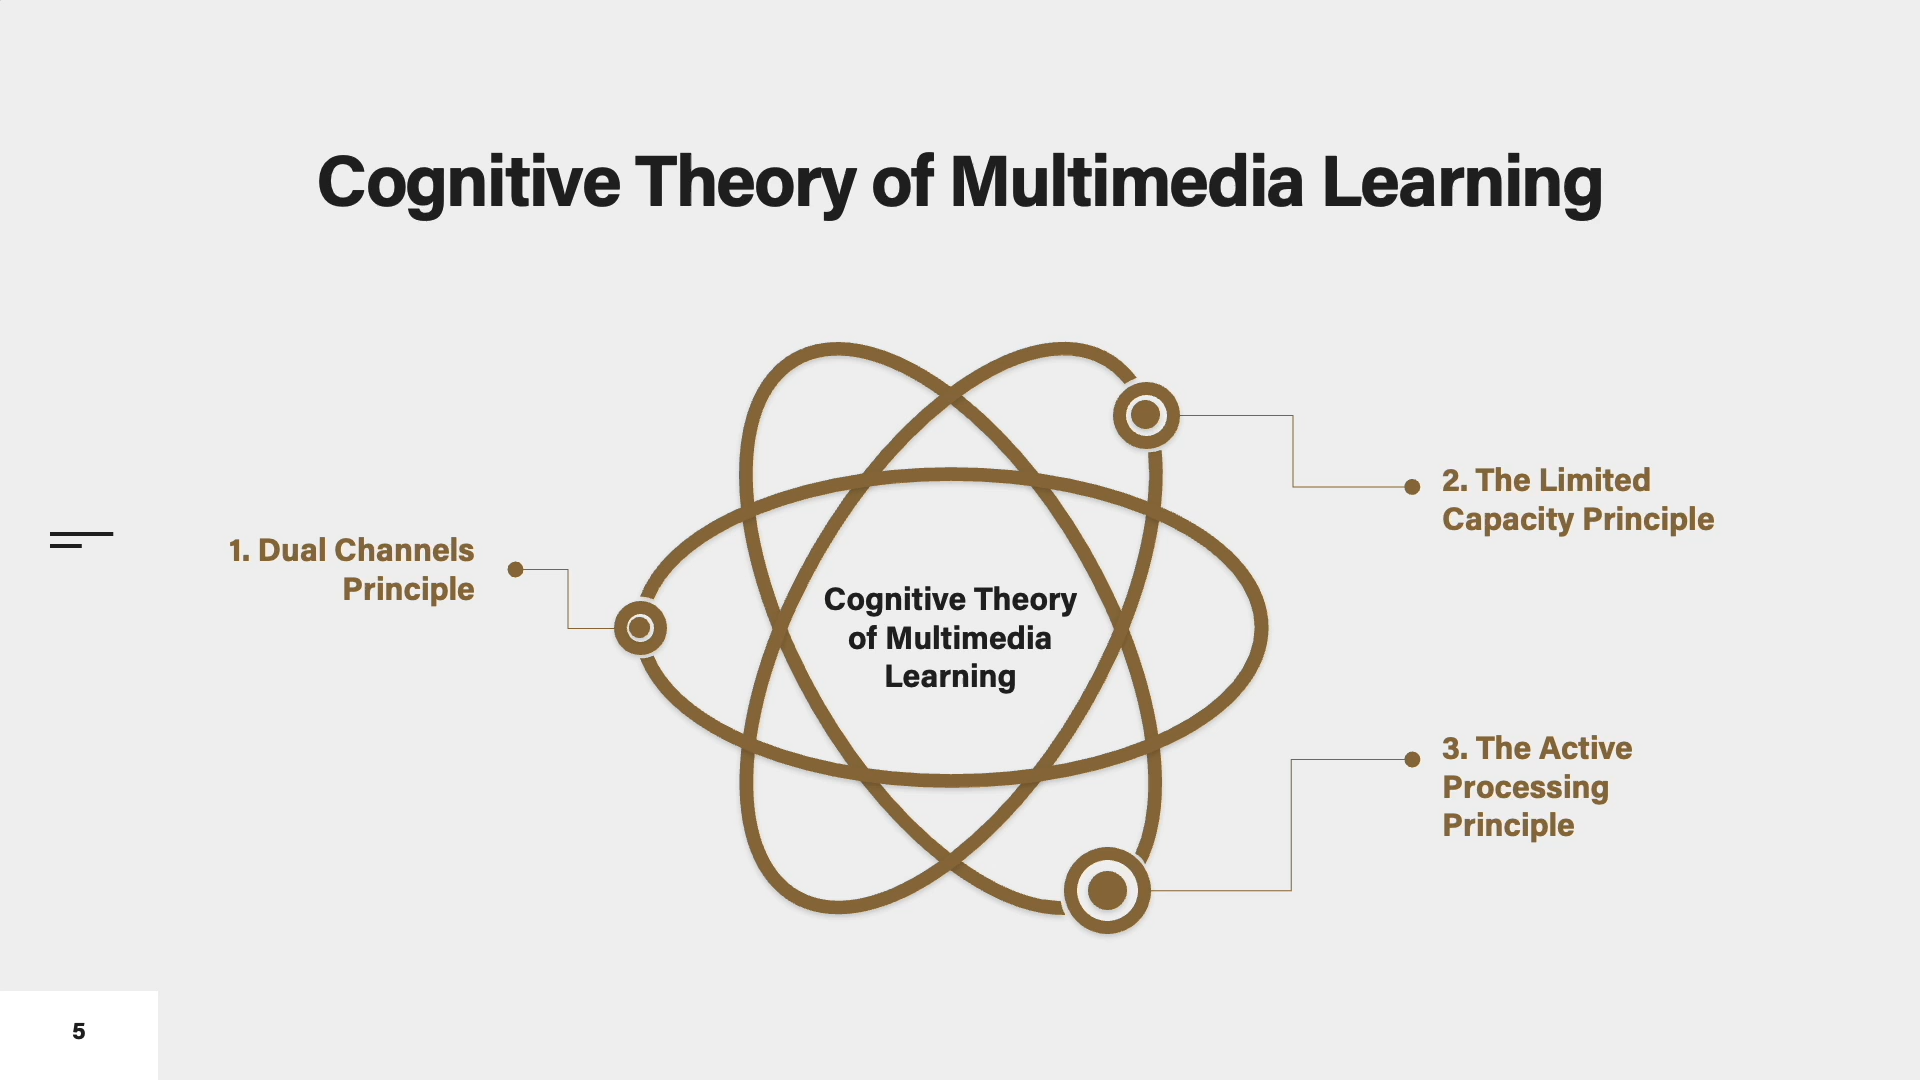 Cognitive Theory of Multimedia Learning
1. Dual Channels
Principle
Cognitive Theory
of Multimedia
Learning
2. The Limited
Capacity Principle
3. The Active
Processing
Principle
5